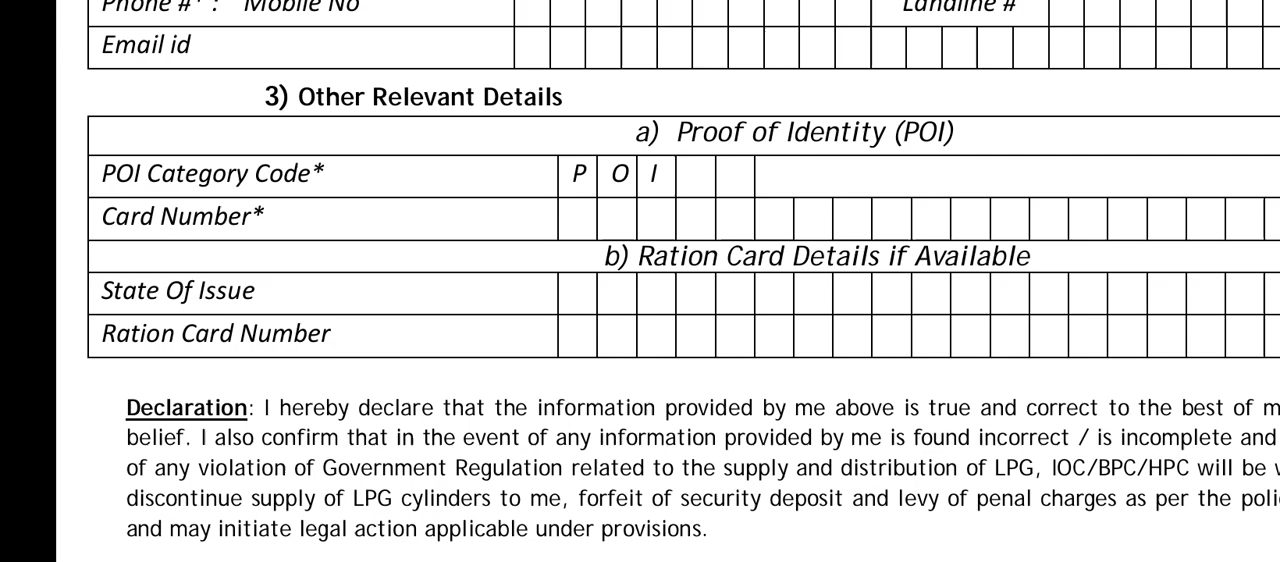 Phone #* : Mobile No Landline #
Email id
3) Other Relevant Details
a) Proof of Identity (POI)
POI Category Code* P O I
Card Number*
b) Ration Card Details if Available
State Of Issue
Ration Card Number
Declaration: I hereby declare that the information provided by me above is true and correct to the best of m
belief. I also confirm that in the event of any information provided by me is found incorrect / is incomplete and
of any violation of Government Regulation related to the supply and distribution of LPG, IOC/BPC/HPC will be
discontinue supply of LPG cylinders to me, forfeit of security deposit and levy of penal charges as per the poli
and may initiate legal action applicable under provisions.